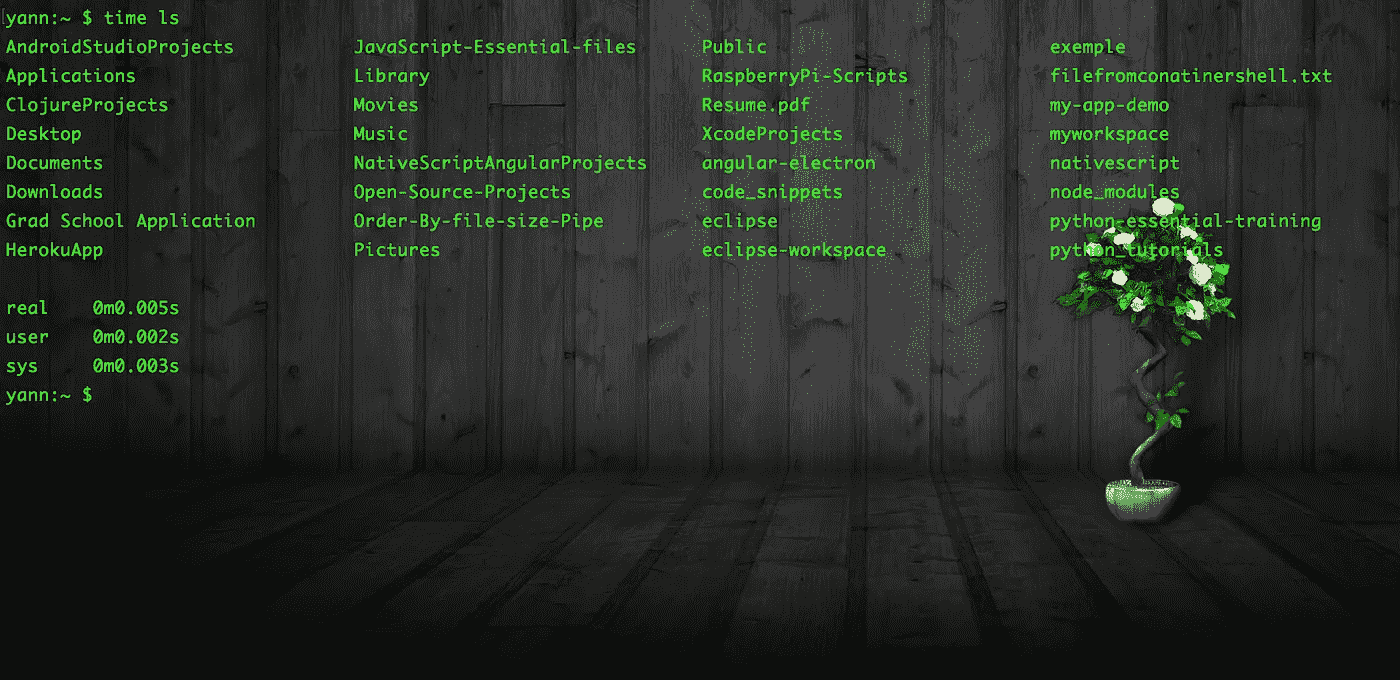 yann:~ $ time ls
AndroidStudioProjects JavaScript-Essential-files Public exemple
Applications Library RaspberryPi-Scripts filefromconatinershell.txt
ClojureProjects Movies Resume.pdf my-app-demo
Desktop Music XcodeProjects myworkspace
Documents NativeScriptAngularProjects angular-electron nativescript
Downloads Open-Source-Projects code_snippets node_modules
Grad School Application Order-By-file-size-Pipe eclipse python-essential-training
HerokuApp Pictures eclipse-workspace python_tutorials
real 0m0.005s
user 0m0.002s
sys 0m0.003s
yann:~ $